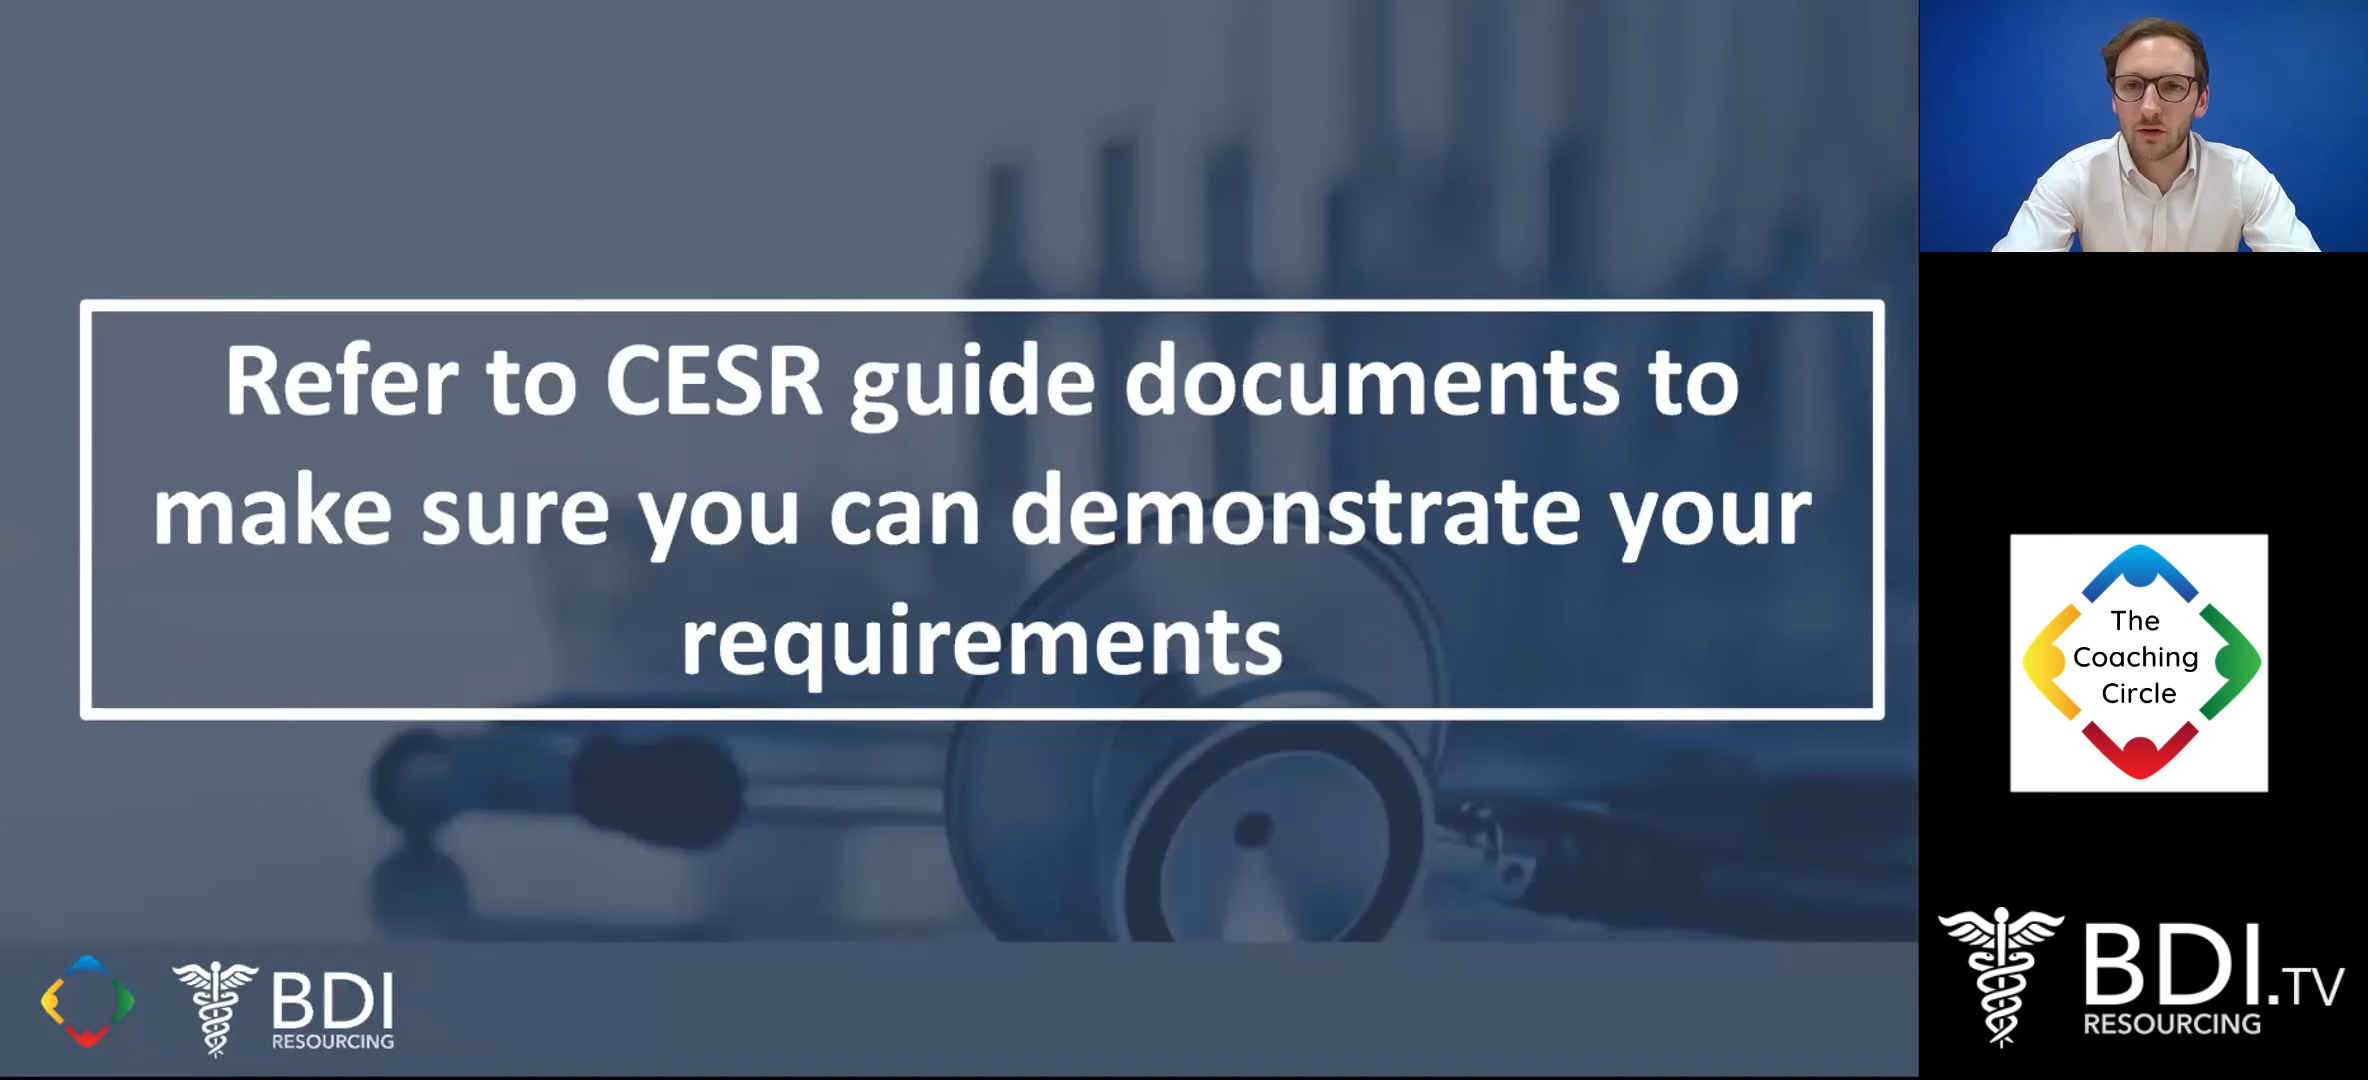 Refer to CESR guide documents to
make sure you can demonstrate your
requirements
The
Coaching
Circle
BDI
RESOURCING
BDI.TV
RESOURCING